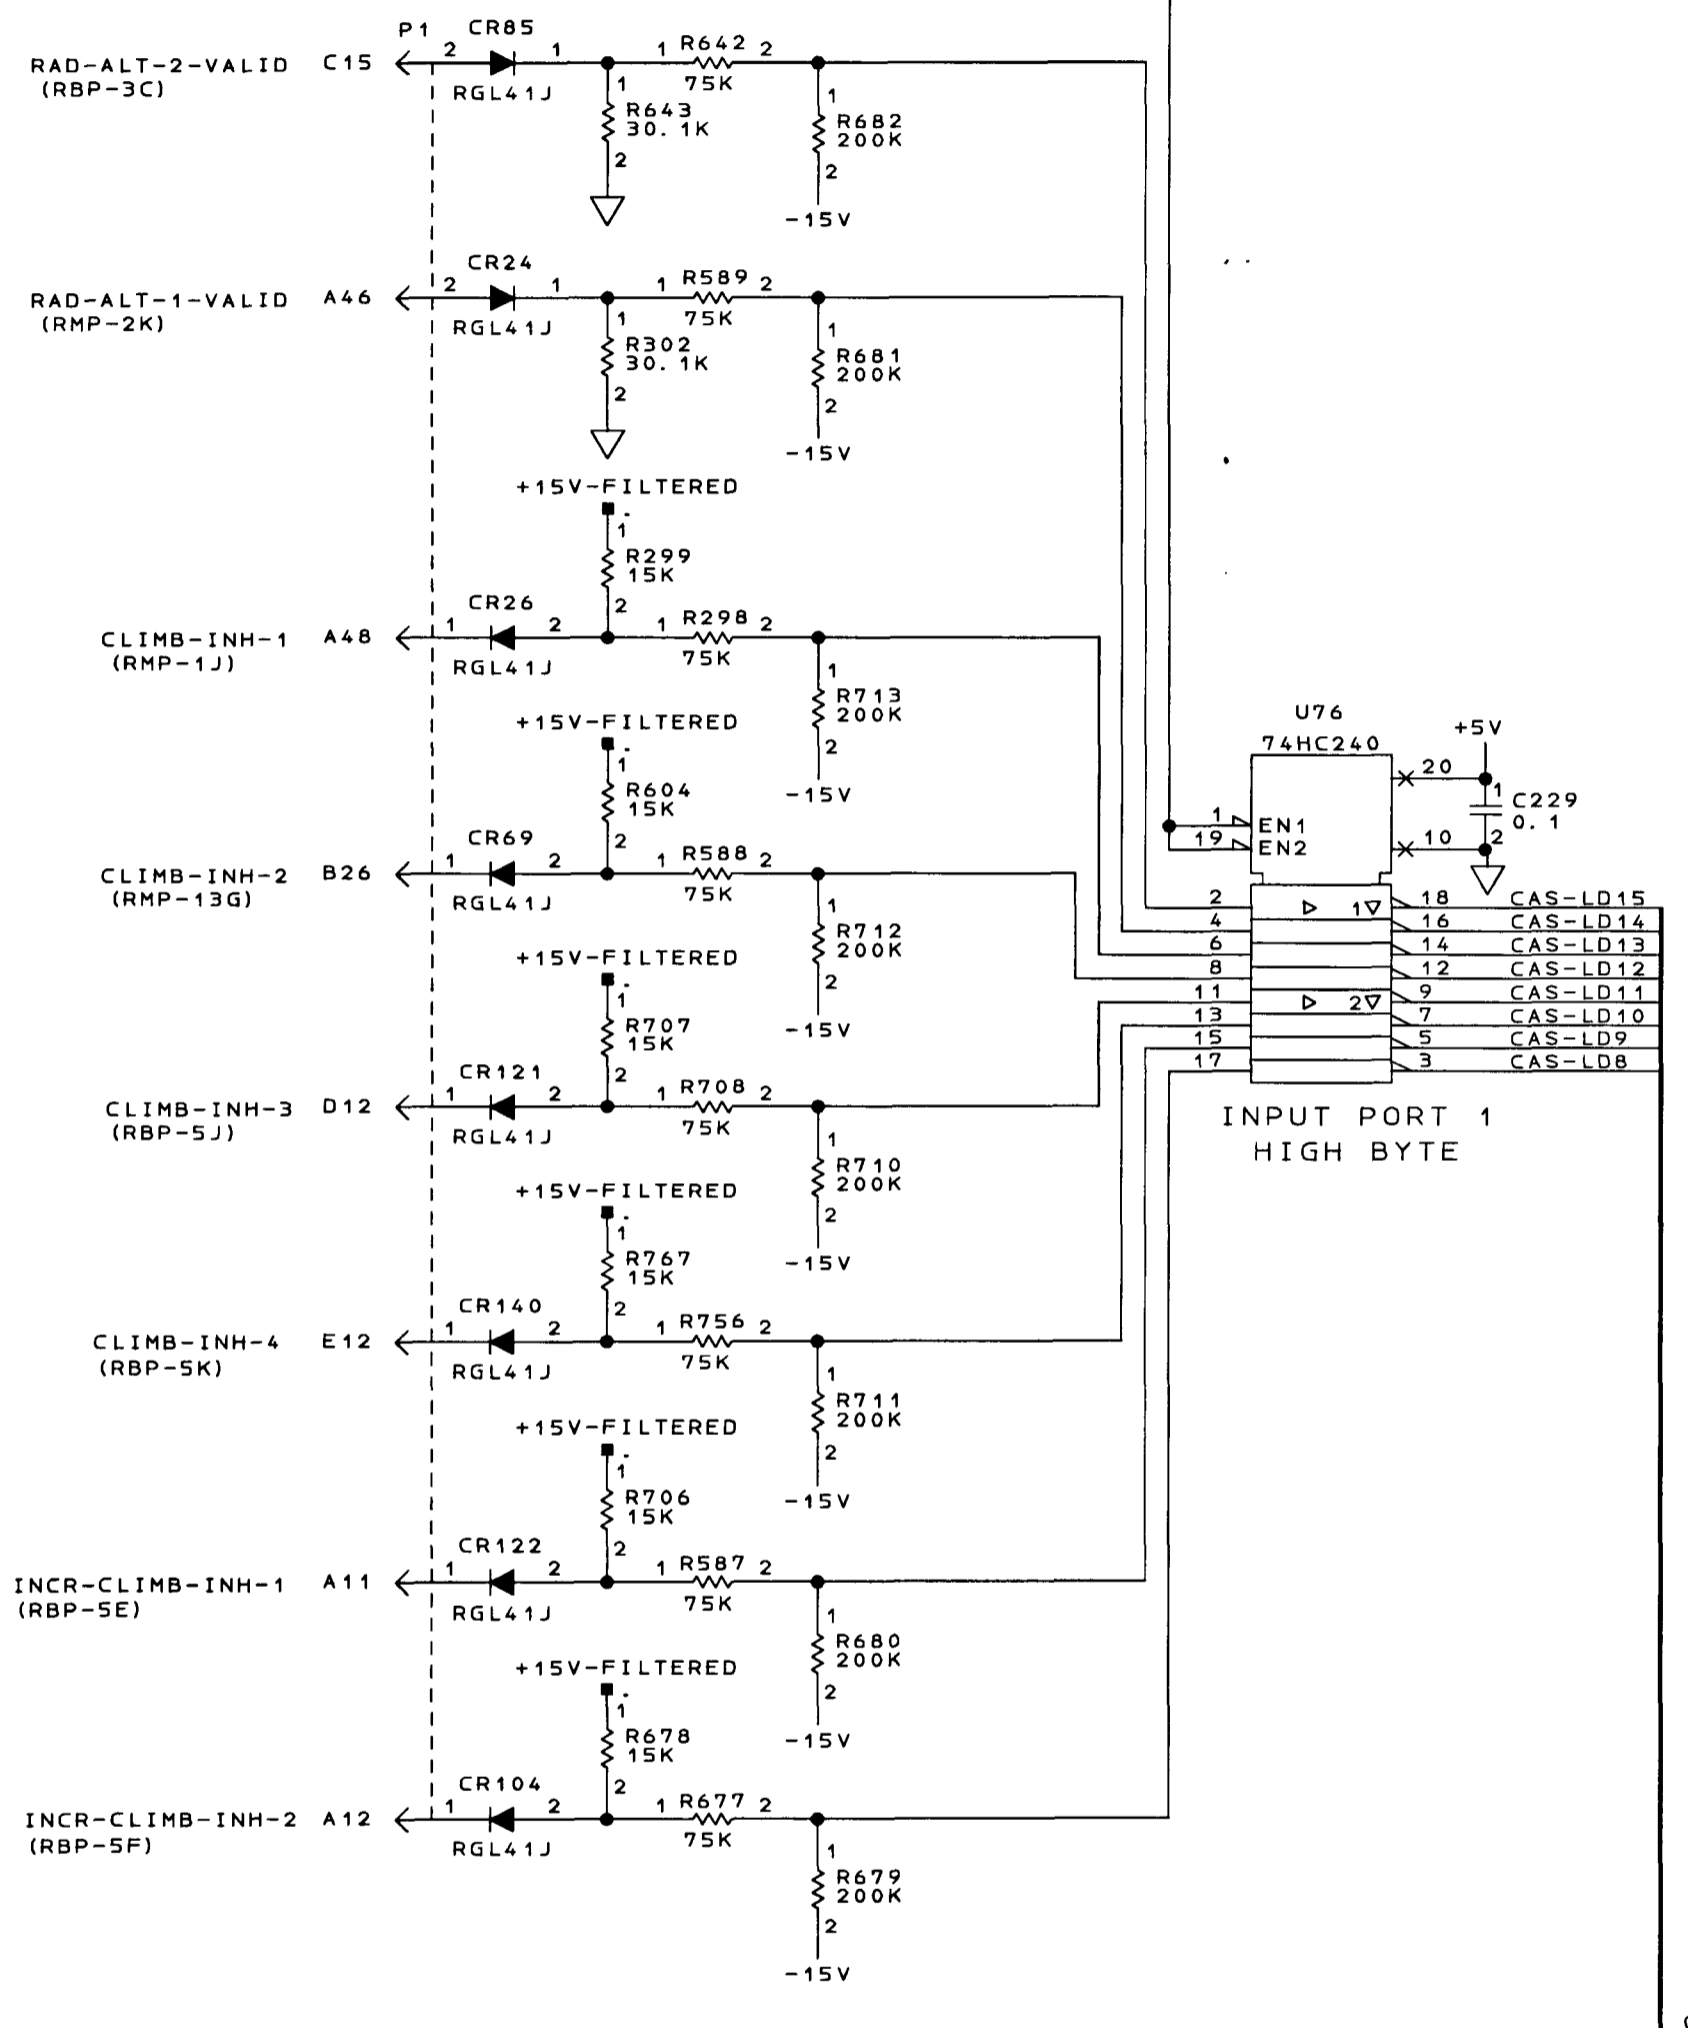 P1 CR85
RAD-ALT-2-VALID C15 2 1 1 R642 2
(RBP-3C) RGL41J 75K
1 R643 30.1K 2
1 R682 200K 2
-15V
CR24
RAD-ALT-1-VALID A46 2 1 1 R589 2
(RMP-2K) RGL41J 75K
1 R302 30.1K 2
1 R681 200K 2
-15V
+15V-FILTERED
1 R299 15K 2
CR26
CLIMB-INH-1 A48 1 2 1 R298 2
(RMP-1J) RGL41J 75K
1 R713 200K 2
-15V
+15V-FILTERED
1 R604 15K 2
CR69
CLIMB-INH-2 B26 1 2 1 R588 2
(RMP-13G) RGL41J 75K
1 R712 200K 2
-15V
+15V-FILTERED
1 R707 15K 2
CR121
CLIMB-INH-3 D12 1 2 1 R708 2
(RBP-5J) RGL41J 75K
1 R710 200K 2
-15V
+15V-FILTERED
1 R767 15K 2
CR140
CLIMB-INH-4 E12 1 2 1 R756 2
(RBP-5K) RGL41J 75K
1 R711 200K 2
-15V
+15V-FILTERED
1 R706 15K 2
CR122
INCR-CLIMB-INH-1 A11 1 2 1 R587 2
(RBP-5E) RGL41J 75K
1 R680 200K 2
-15V
+15V-FILTERED
1 R678 15K 2
CR104
INCR-CLIMB-INH-2 A12 1 2 1 R677 2
(RBP-5F) RGL41J 75K
1 R679 200K 2
-15V
U76
74HC240
+5V
20
1 C229
0.1
2
1 EN1
19 EN2
10
2 1 18 CAS-LD15
4 16 CAS-LD14
6 14 CAS-LD13
8 12 CAS-LD12
11 2 9 CAS-LD11
13 7 CAS-LD10
15 5 CAS-LD9
17 3 CAS-LD8
INPUT PORT 1
HIGH BYTE